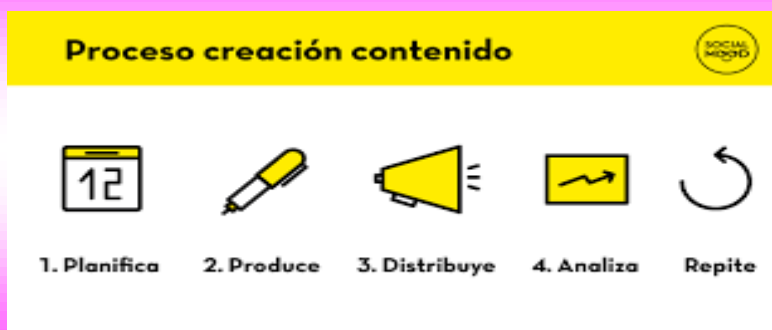 Proceso creación contenido
SOCIAL
MOOD
12
1. Planifica
2. Produce
3. Distribuye
4. Analiza
Repite